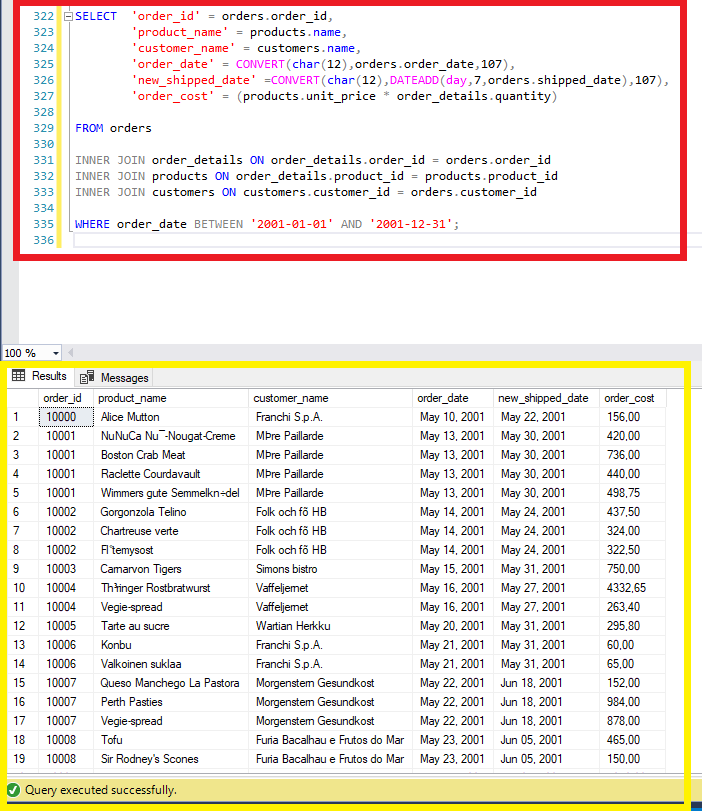 322 SELECT 'order_id' = orders.order_id,
323 'product_name' = products.name,
324 'customer_name' = customers.name,
325 'order_date' = CONVERT(char(12),orders.order_date,107),
326 'new_shipped_date' =CONVERT(char(12),DATEADD(day,7,orders.shipped_date),107),
327 'order_cost' = (products.unit_price * order_details.quantity)
328
329 FROM orders
330
331 INNER JOIN order_details ON order_details.order_id = orders.order_id
332 INNER JOIN products ON order_details.product_id = products.product_id
333 INNER JOIN customers ON customers.customer_id = orders.customer_id
334
335 WHERE order_date BETWEEN '2001-01-01' AND '2001-12-31';
336
100 %
Results Messages
order_id product_name customer_name order_date new_shipped_date order_cost
1 10000 Alice Mutton Franchi S.p.A. May 10, 2001 May 22, 2001 156,00
2 10001 NuNuCa Nu¯-Nougat-Creme MÞre Paillarde May 13, 2001 May 30, 2001 420,00
3 10001 Boston Crab Meat MÞre Paillarde May 13, 2001 May 30, 2001 736,00
4 10001 Raclette Courdavault MÞre Paillarde May 13, 2001 May 30, 2001 440,00
5 10001 Wimmers gute Semmelkn÷del MÞre Paillarde May 13, 2001 May 30, 2001 498,75
6 10002 Gorgonzola Telino Folk och fõ HB May 14, 2001 May 24, 2001 437,50
7 10002 Chartreuse verte Folk och fõ HB May 14, 2001 May 24, 2001 324,00
8 10002 Fl°temysost Folk och fõ HB May 14, 2001 May 24, 2001 322,50
9 10003 Carnarvon Tigers Simons bistro May 15, 2001 May 31, 2001 750,00
10 10004 Th³ringer Rostbratwurst Vaffeljernet May 16, 2001 May 27, 2001 4332,65
11 10004 Vegie-spread Vaffeljernet May 16, 2001 May 27, 2001 263,40
12 10005 Tarte au sucre Wartian Herkku May 20, 2001 May 31, 2001 295,80
13 10006 Konbu Franchi S.p.A. May 21, 2001 May 31, 2001 60,00
14 10006 Valkoinen suklaa Franchi S.p.A. May 21, 2001 May 31, 2001 65,00
15 10007 Queso Manchego La Pastora Morgenstern Gesundkost May 22, 2001 Jun 18, 2001 152,00
16 10007 Perth Pasties Morgenstern Gesundkost May 22, 2001 Jun 18, 2001 984,00
17 10007 Vegie-spread Morgenstern Gesundkost May 22, 2001 Jun 18, 2001 878,00
18 10008 Tofu Furia Bacalhau e Frutos do Mar May 23, 2001 Jun 05, 2001 465,00
19 10008 Sir Rodney's Scones Furia Bacalhau e Frutos do Mar May 23, 2001 Jun 05, 2001 150,00
Query executed successfully.